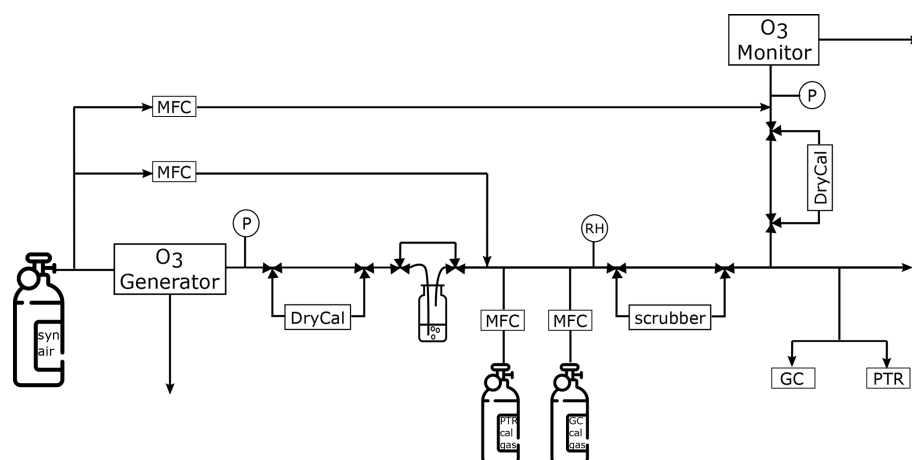 O3
Monitor
MFC
P
MFC
DryCal
P
RH
O3
Generator
DryCal
MFC
MFC
scrubber
syn
air
GC
PTR
PTR
cal
gas
GC
cal
gas